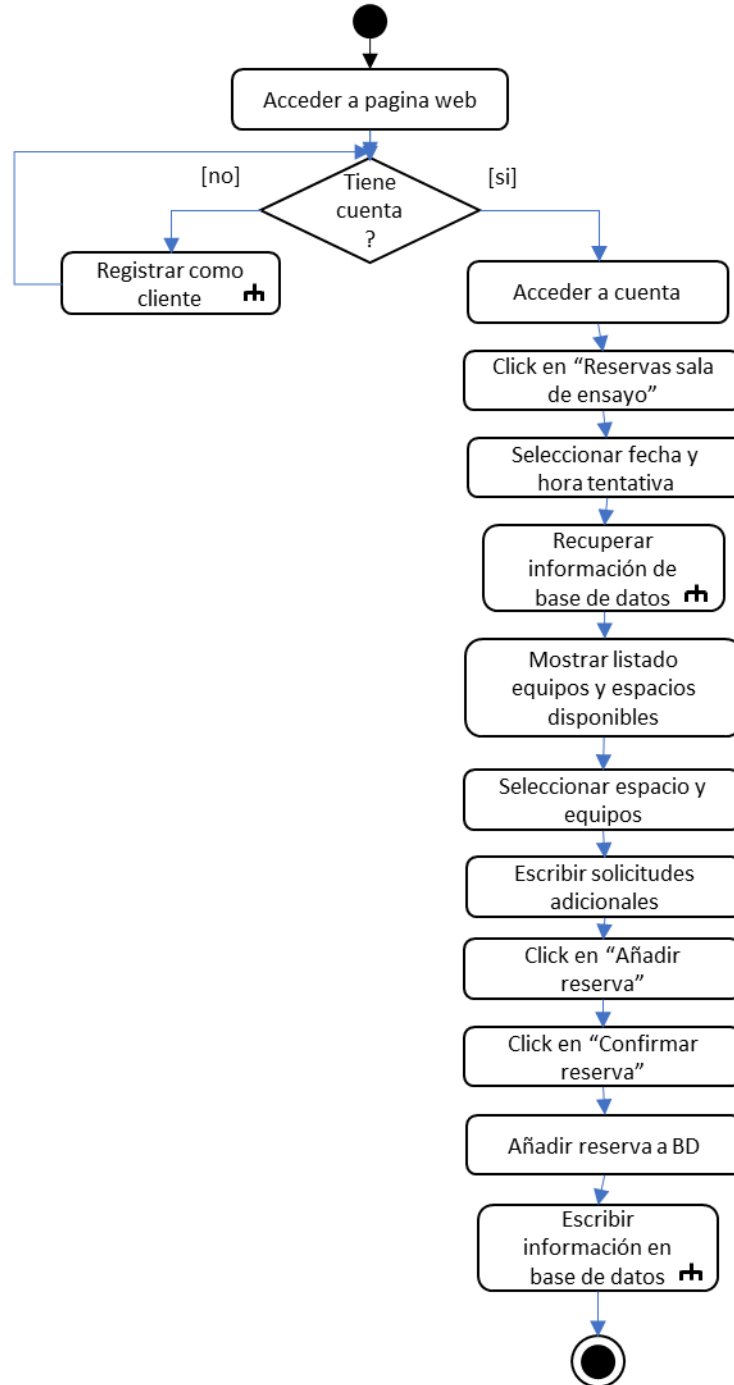 Acceder a pagina web
[no]
Tiene
cuenta
?
[si]
Registrar como
cliente
Acceder a cuenta
Click en “Reservas sala
de ensayo”
Seleccionar fecha y
hora tentativa
Recuperar
información de
base de datos
Mostrar listado
equipos y espacios
disponibles
Seleccionar espacio y
equipos
Escribir solicitudes
adicionales
Click en “Añadir
reserva”
Click en “Confirmar
reserva”
Añadir reserva a BD
Escribir
información en
base de datos